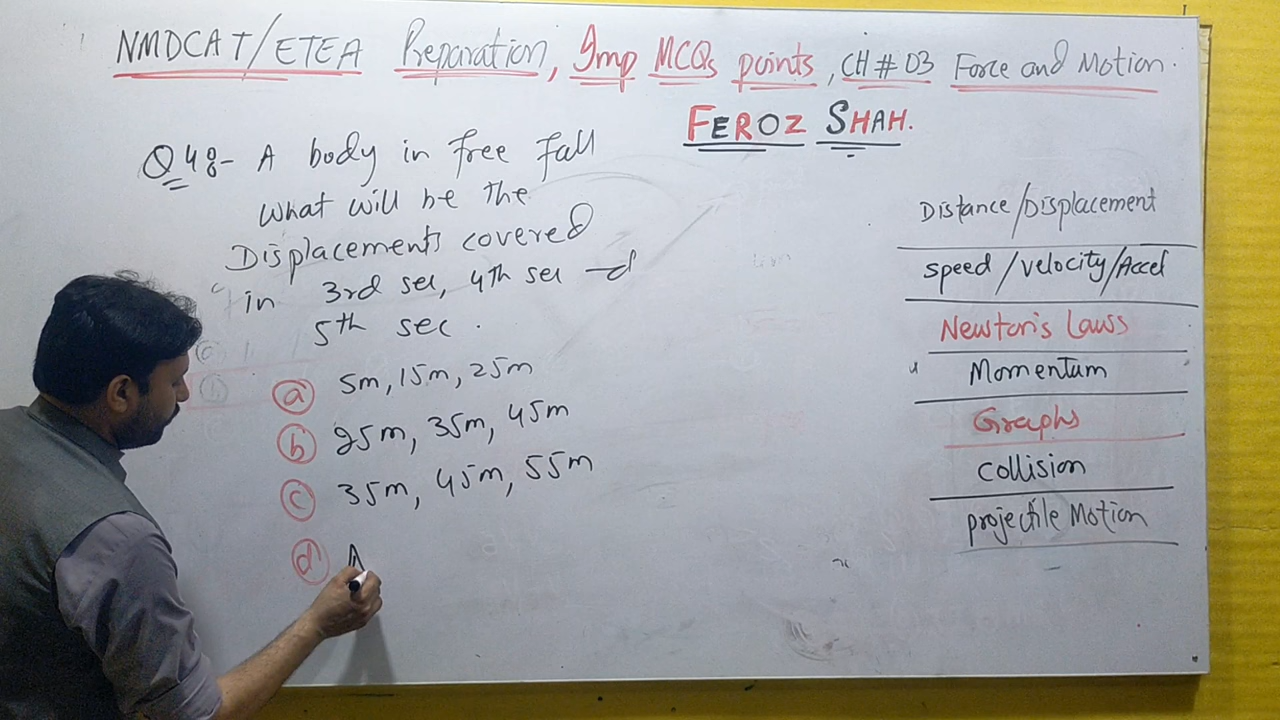 NMDCAT/ETEA Preparation, Imp MCQs points, CH # 03 Force and Motion.
FEROZ SHAH.
Q48- A body in free fall
What will be the
Displacements covered
in 3rd sec, 4th sec
5th sec.
a 5m, 15m, 25m
b 25m, 35m, 45m
c 35m, 45m, 55m
d
Distance/Displacement
speed/velocity/Accel
Newton's Laws
Momentum
Graphs
collision
projectile Motion